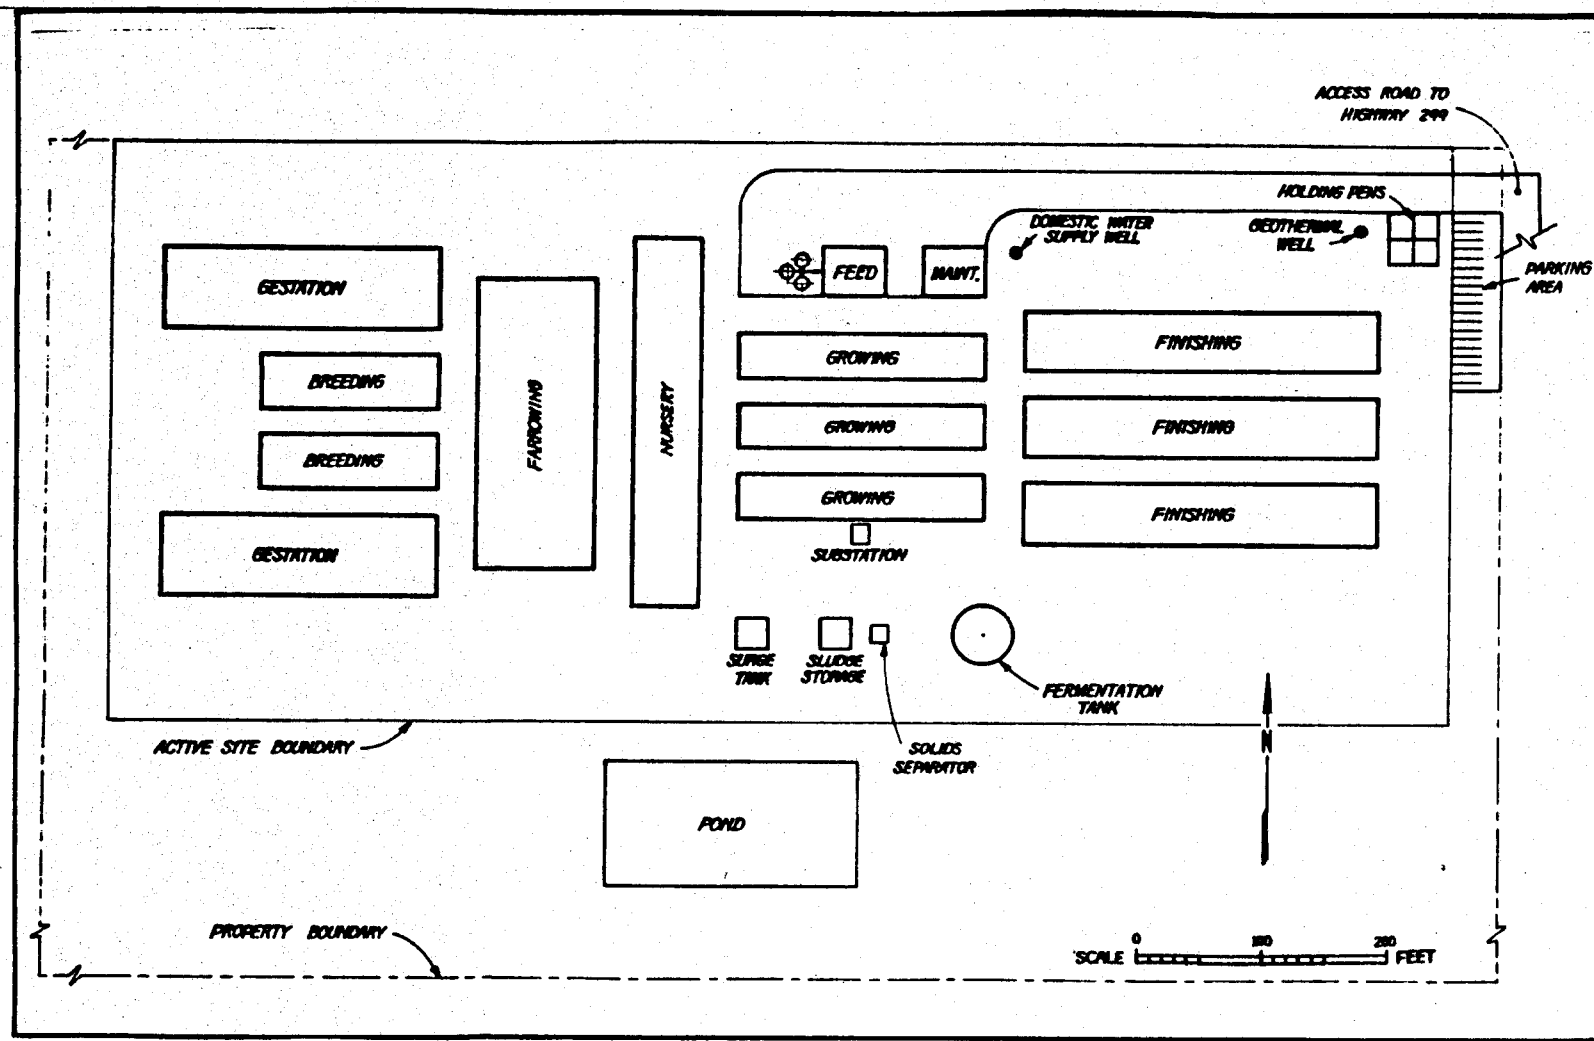 ACCESS ROAD TO
HIGHWAY 299
HOLDING PENS
DOMESTIC WATER
SUPPLY WELL
GEOTHERMAL
WELL
PARKING
AREA
FEED
MAINT.
GESTATION
BREEDING
BREEDING
GESTATION
FARROWING
NURSERY
GROWING
GROWING
GROWING
SUBSTATION
FINISHING
FINISHING
FINISHING
SURGE
TANK
SLUDGE
STORAGE
FERMENTATION
TANK
SOLIDS
SEPARATOR
ACTIVE SITE BOUNDARY
N
POND
PROPERTY BOUNDARY
0 100 200
SCALE FEET